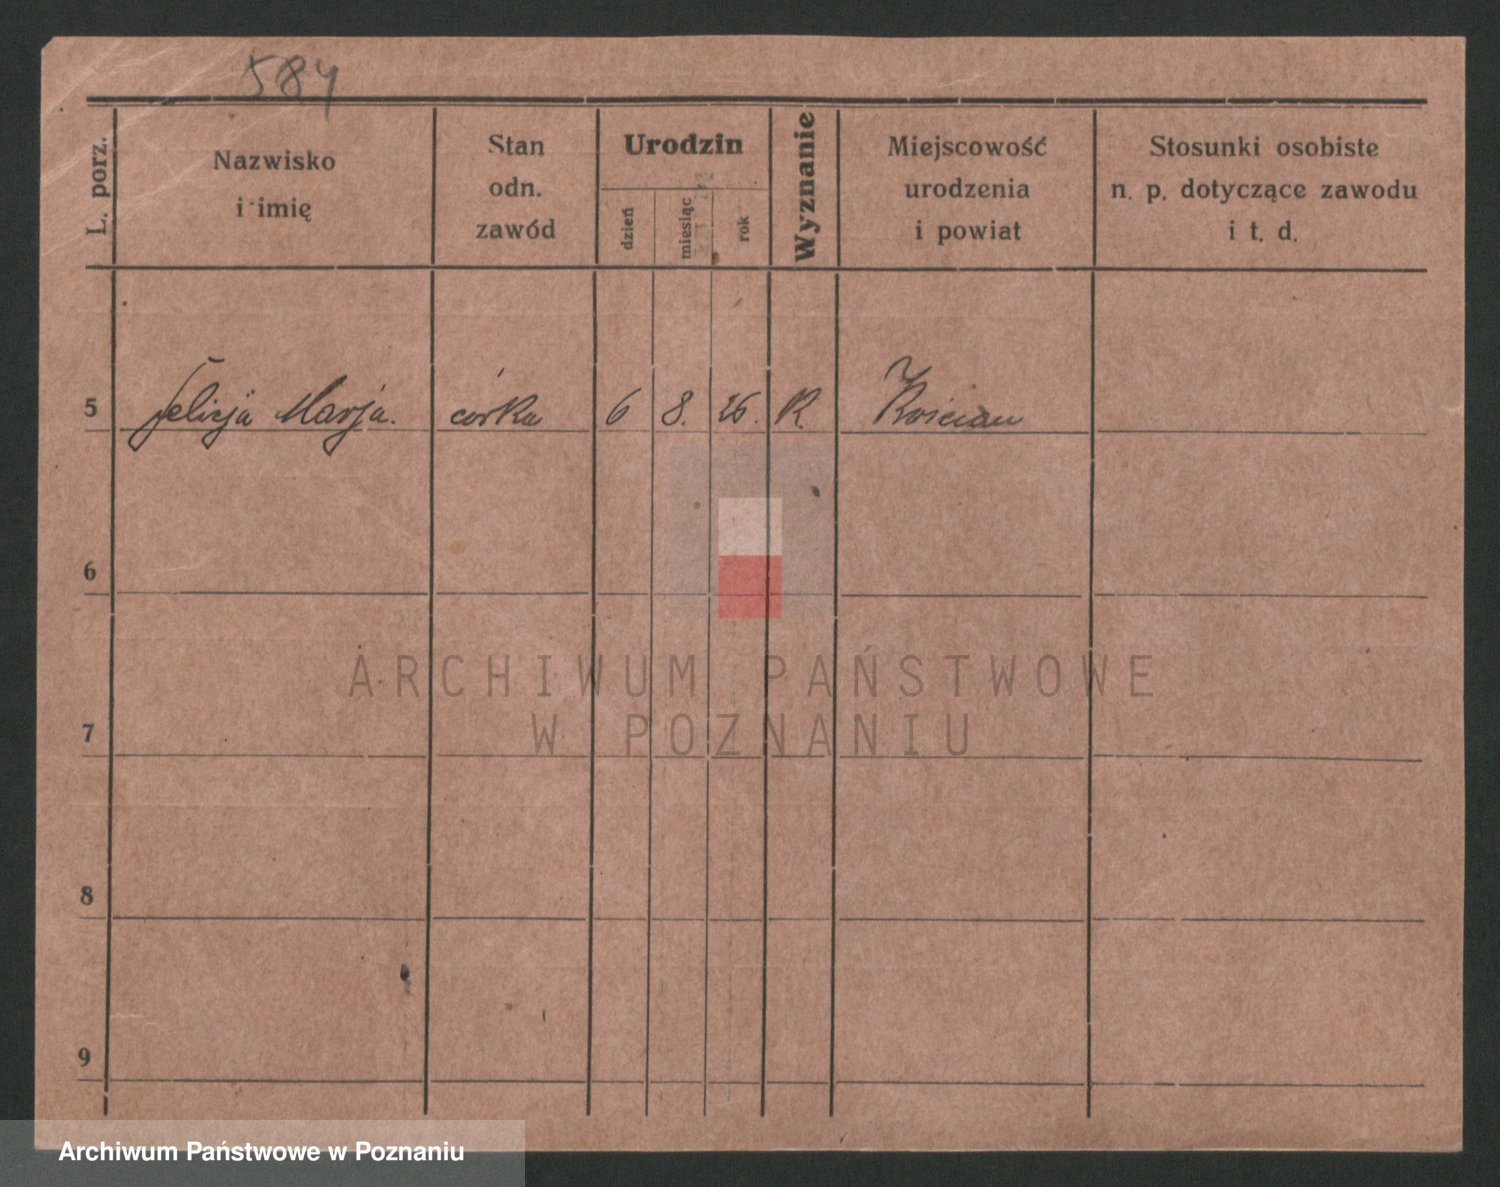 584
L. porz.
Nazwisko
i imię
Stan
odn.
zawód
Urodzin
dzień
miesiąc
rok
Wyznanie
Miejscowość
urodzenia
i powiat
Stosunki osobiste
n. p. dotyczące zawodu
i t. d.
5 Felicja Marja. córka 6 8. 26. R. Kościan
6
7
8
9
ARCHIWUM PAŃSTWOWE
W POZNANIU
Archiwum Państwowe w Poznaniu